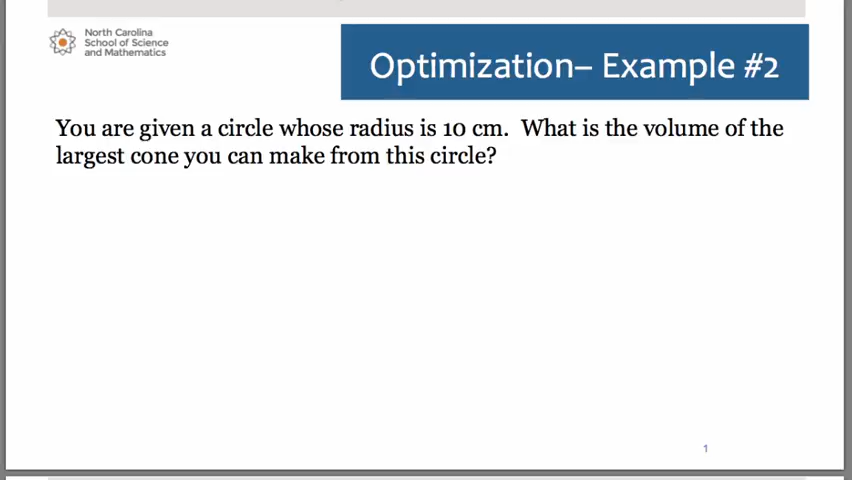 North Carolina
School of Science
and Mathematics
Optimization– Example #2
You are given a circle whose radius is 10 cm. What is the volume of the
largest cone you can make from this circle?
1